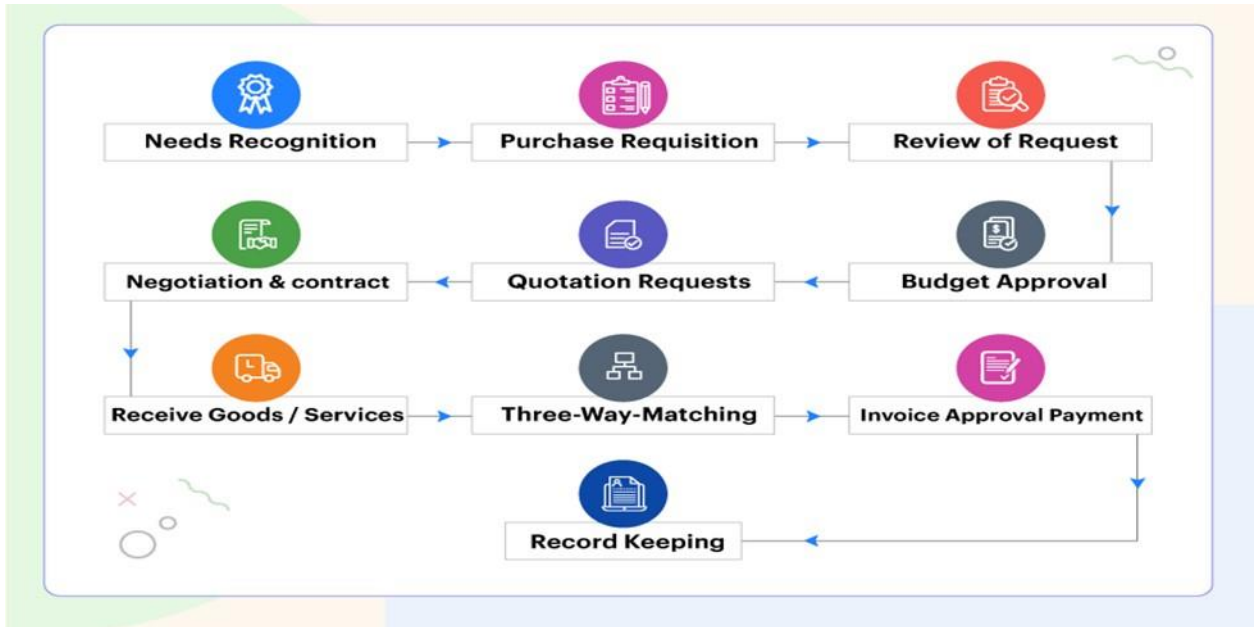 Needs Recognition
Purchase Requisition
Review of Request
Budget Approval
Quotation Requests
Negotiation & contract
Receive Goods / Services
Three-Way-Matching
Invoice Approval Payment
Record Keeping